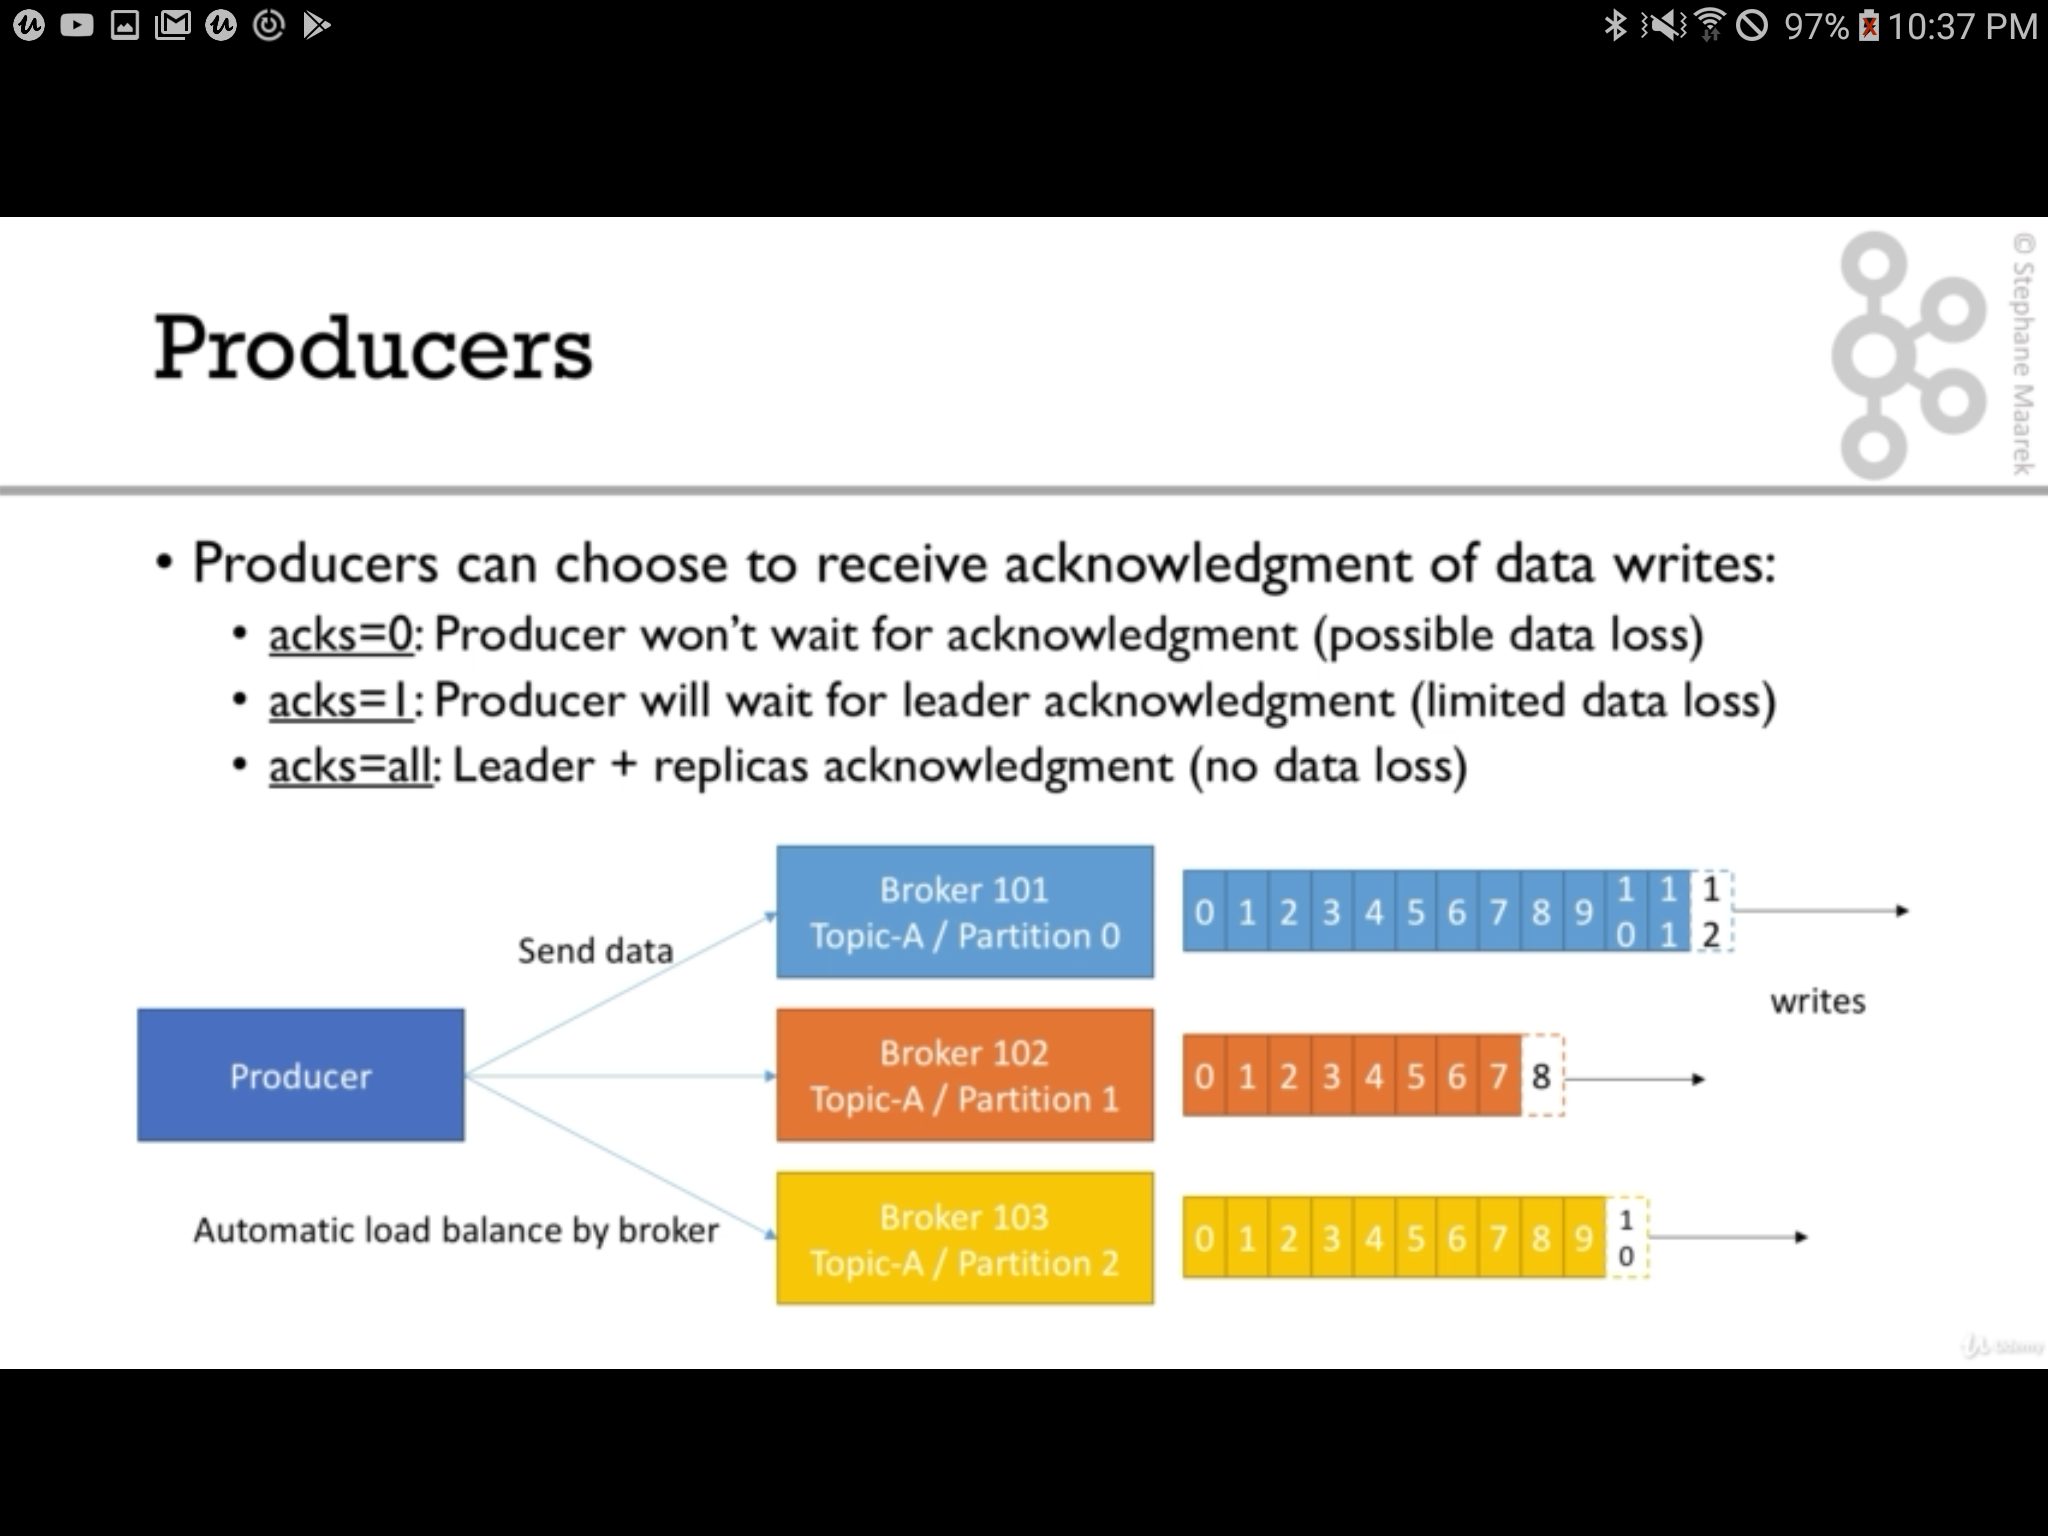 97% 10:37 PM
© Stephane Maarek
Producers
• Producers can choose to receive acknowledgment of data writes:
• acks=0: Producer won't wait for acknowledgment (possible data loss)
• acks=1: Producer will wait for leader acknowledgment (limited data loss)
• acks=all: Leader + replicas acknowledgment (no data loss)
Send data
Producer
Automatic load balance by broker
Broker 101
Topic-A / Partition 0
0 1 2 3 4 5 6 7 8 9 10 11 12
writes
Broker 102
Topic-A / Partition 1
0 1 2 3 4 5 6 7 8
Broker 103
Topic-A / Partition 2
0 1 2 3 4 5 6 7 8 9 10
Udemy